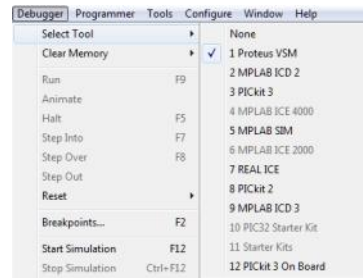 Debugger Programmer Tools Configure Window Help
Select Tool
Clear Memory
Run F9
Animate
Halt F5
Step Into F7
Step Over F8
Step Out
Reset
Breakpoints... F2
Start Simulation F12
Stop Simulation Ctrl+F12
None
1 Proteus VSM
2 MPLAB ICD 2
3 PICkit 3
4 MPLAB ICE 4000
5 MPLAB SIM
6 MPLAB ICE 2000
7 REAL ICE
8 PICkit 2
9 MPLAB ICD 3
10 PIC32 Starter Kit
11 Starter Kits
12 PICkit 3 On Board